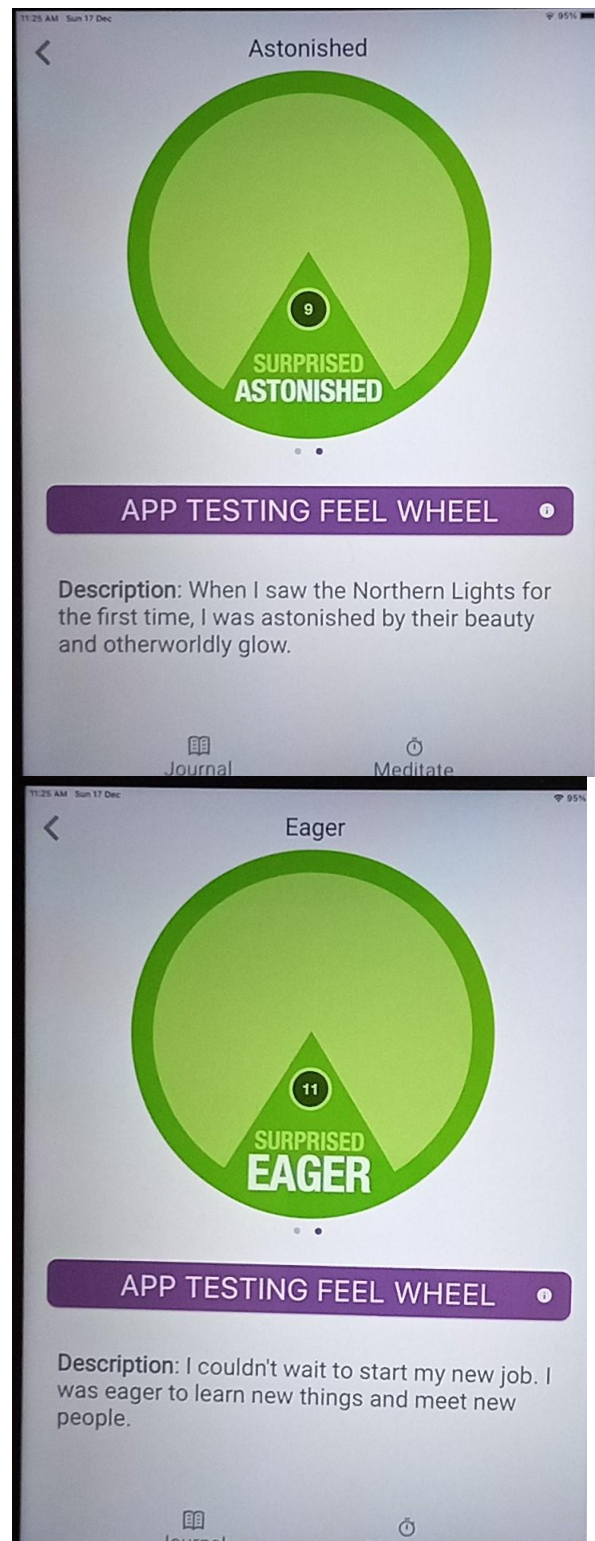 11:25 AM Sun 17 Dec
95%
Astonished
9
SURPRISED
ASTONISHED
APP TESTING FEEL WHEEL
i
Description: When I saw the Northern Lights for
the first time, I was astonished by their beauty
and otherworldly glow.
Journal
Meditate
11:25 AM Sun 17 Dec
95%
Eager
11
SURPRISED
EAGER
APP TESTING FEEL WHEEL
i
Description: I couldn't wait to start my new job. I
was eager to learn new things and meet new
people.
Journal